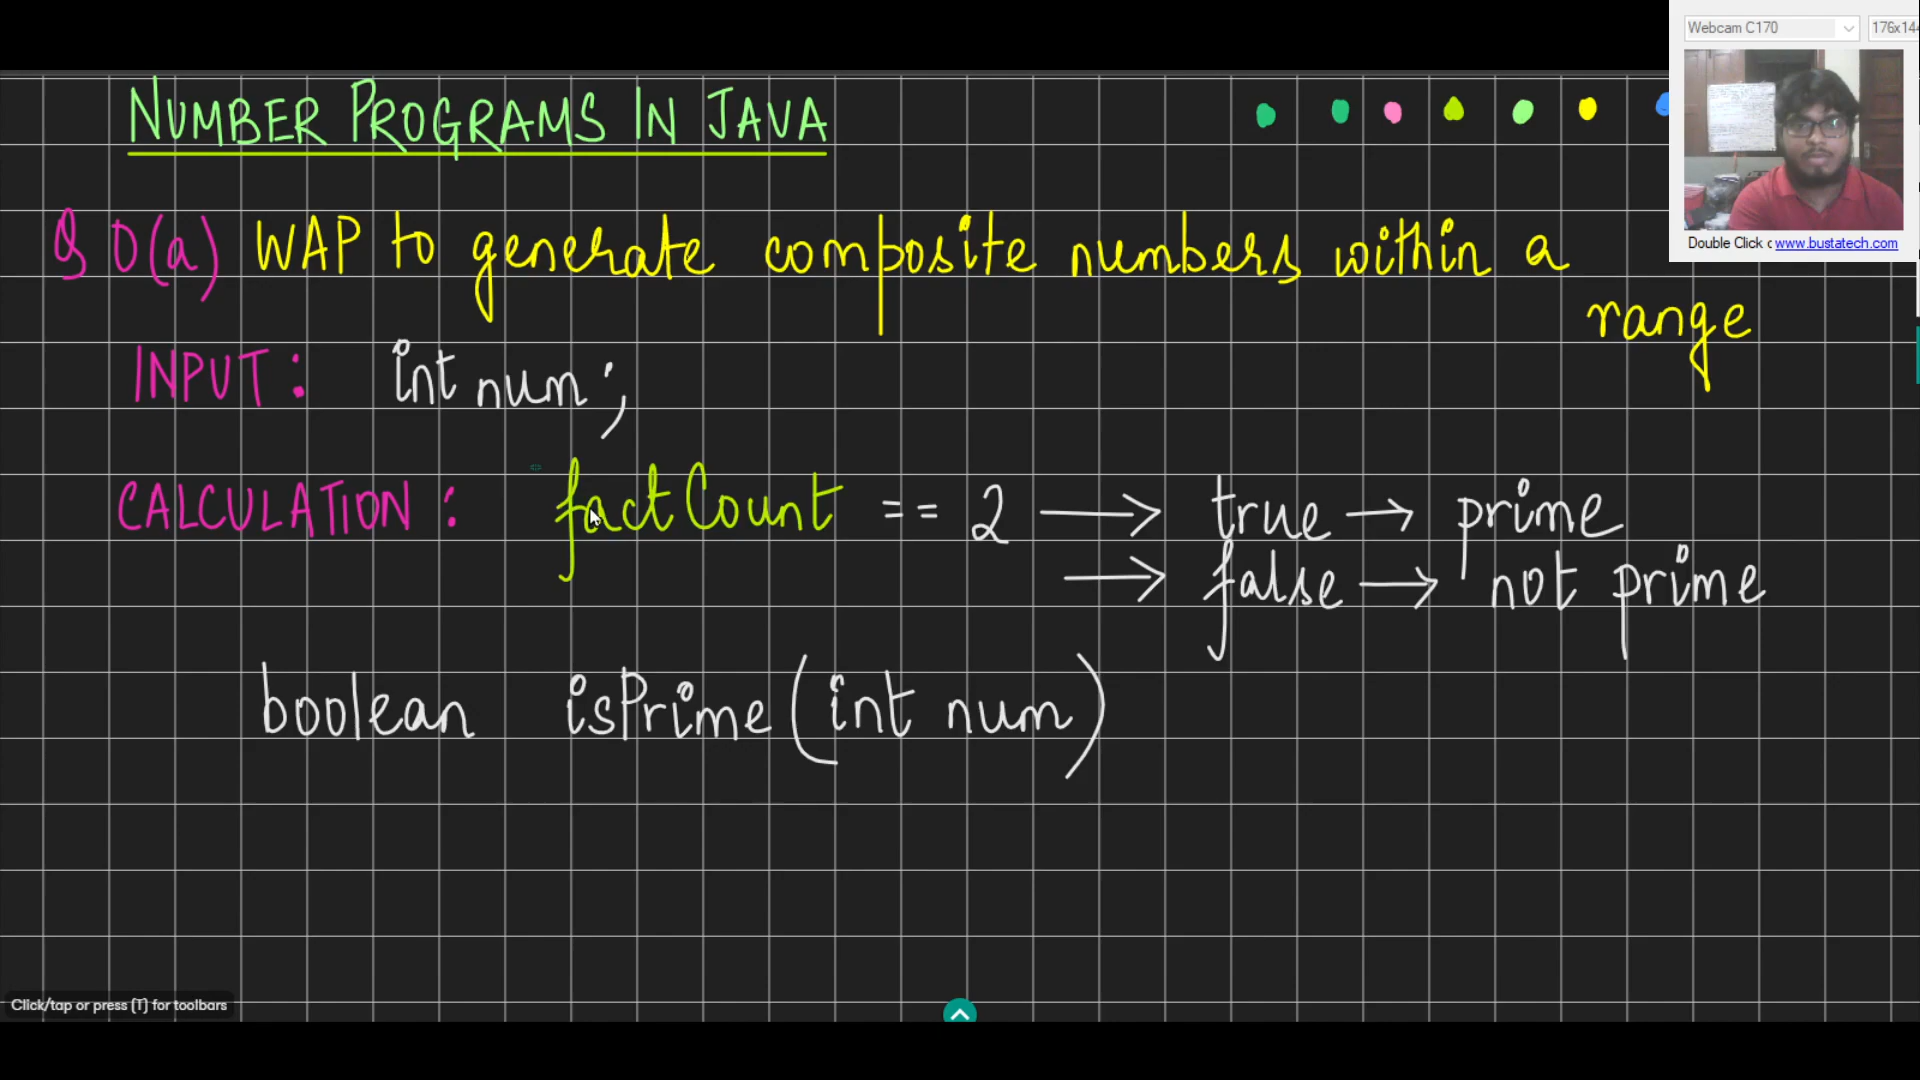 Webcam C170 176x144
NUMBER PROGRAMS IN JAVA
Double Click c www.bustatech.com
Q 0(a) WAP to generate composite numbers within a
range
INPUT : int num ;
CALCULATION : factCount == 2 → true → prime
→ false → not prime
boolean isPrime (int num)
Click/tap or press (T) for toolbars